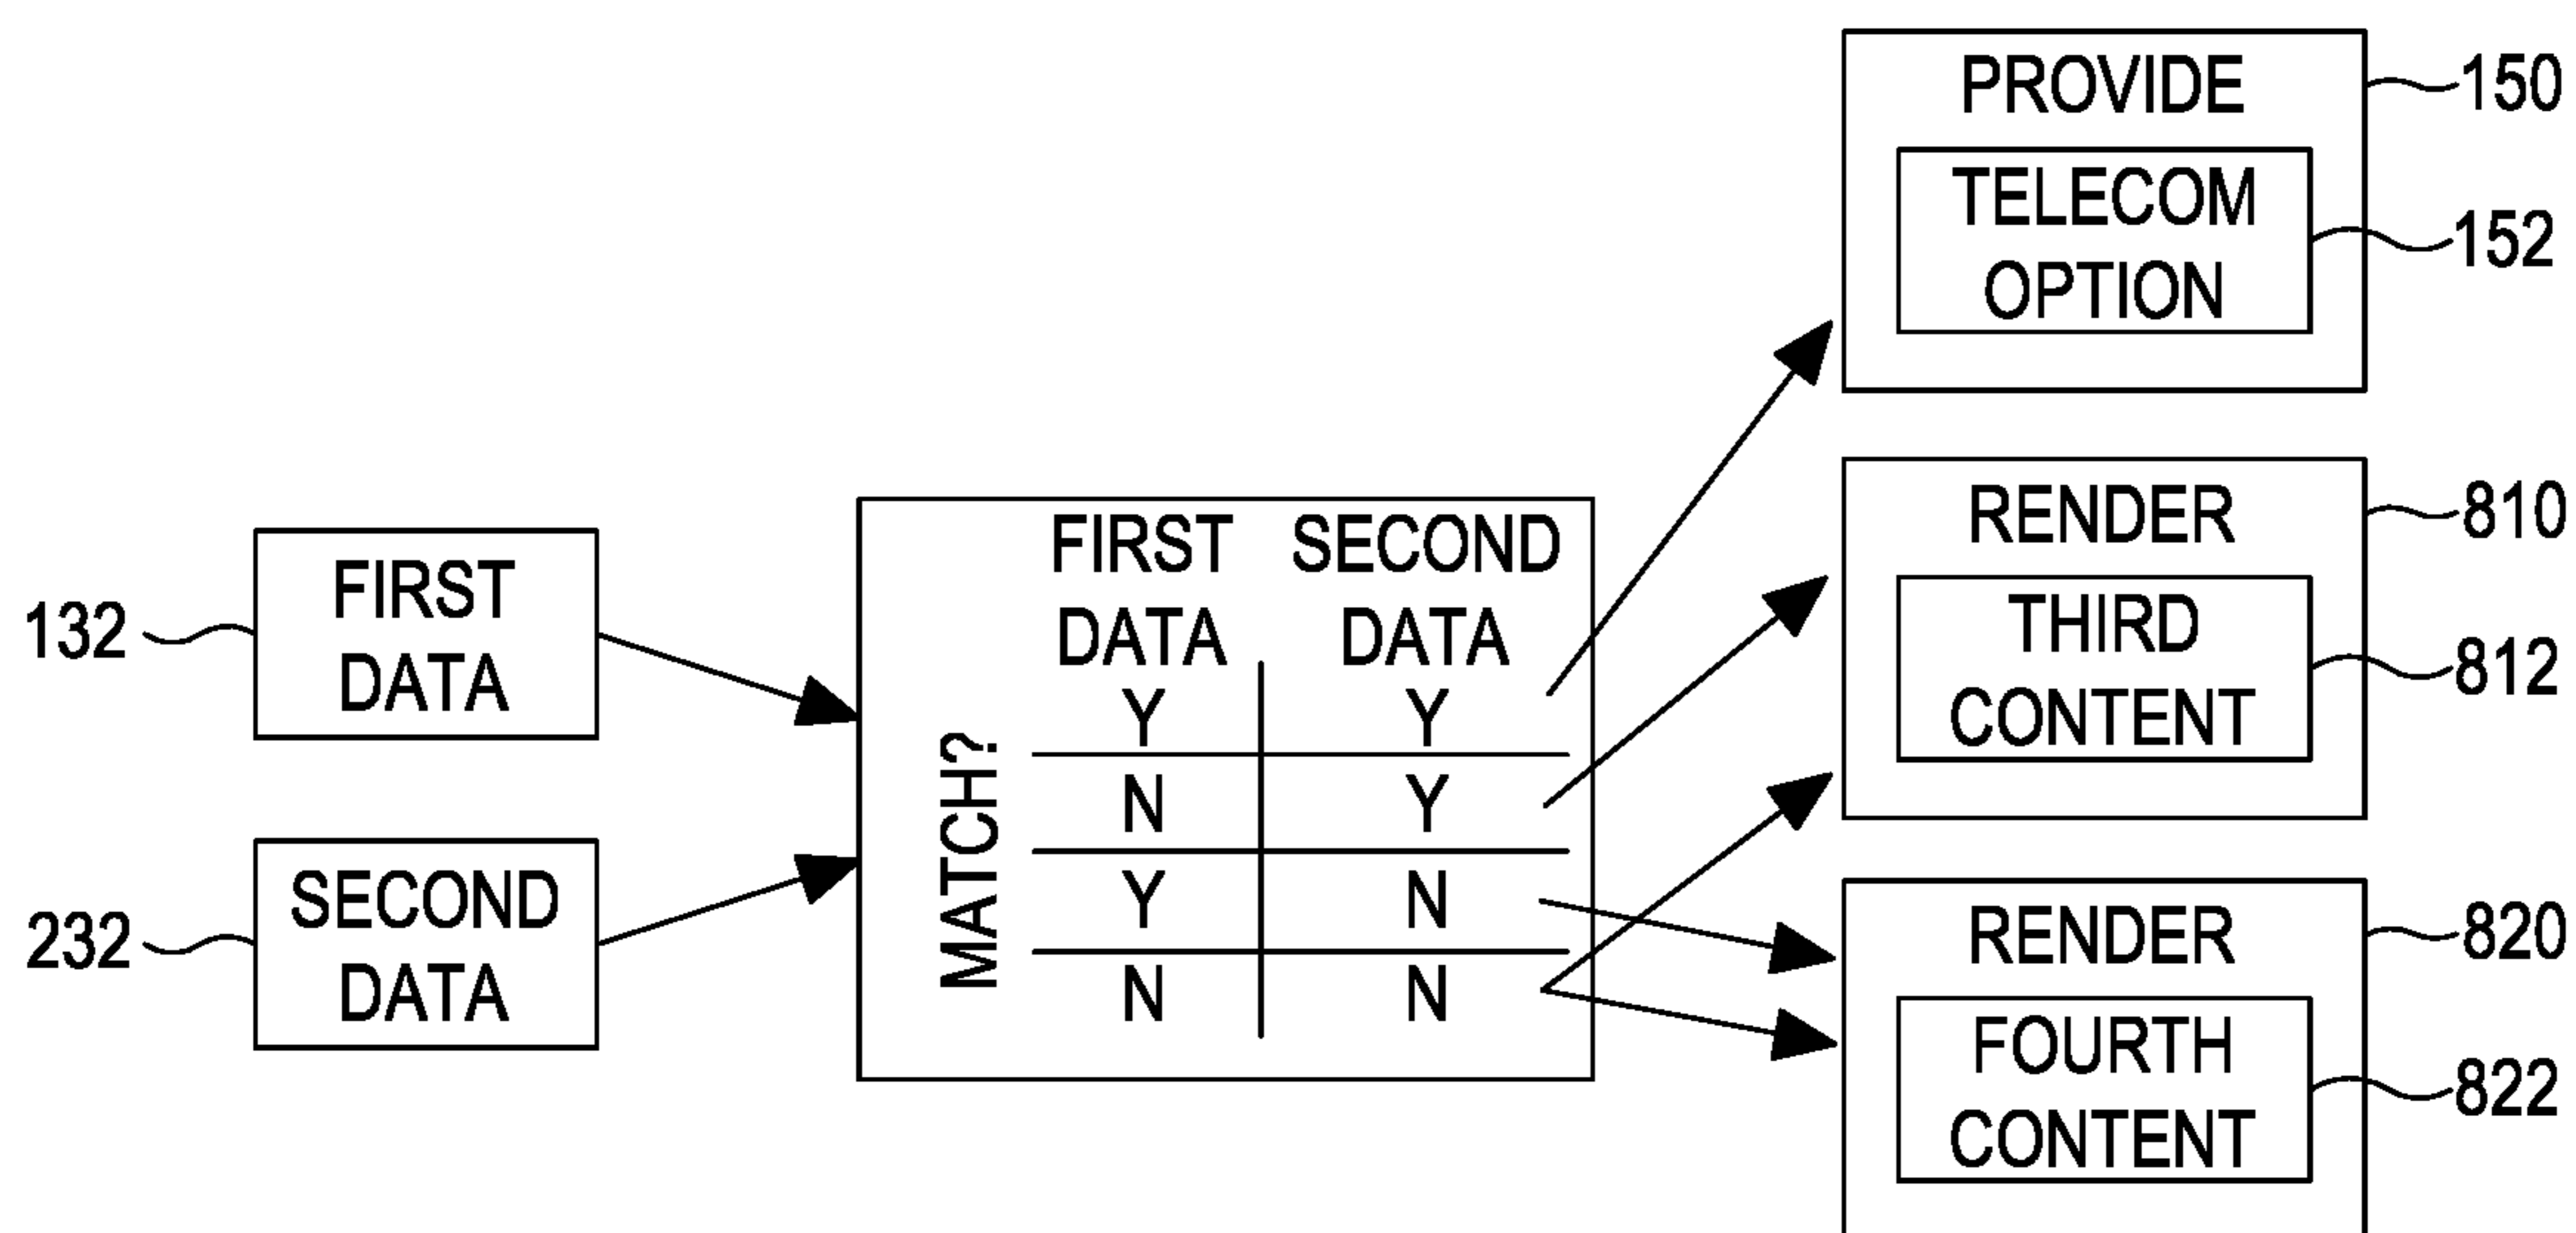 PROVIDE
150
TELECOM
OPTION
152
FIRST
DATA
132
SECOND
DATA
232
MATCH?
FIRST SECOND
DATA DATA
Y Y
N Y
Y N
N N
RENDER
810
THIRD
CONTENT
812
RENDER
820
FOURTH
CONTENT
822